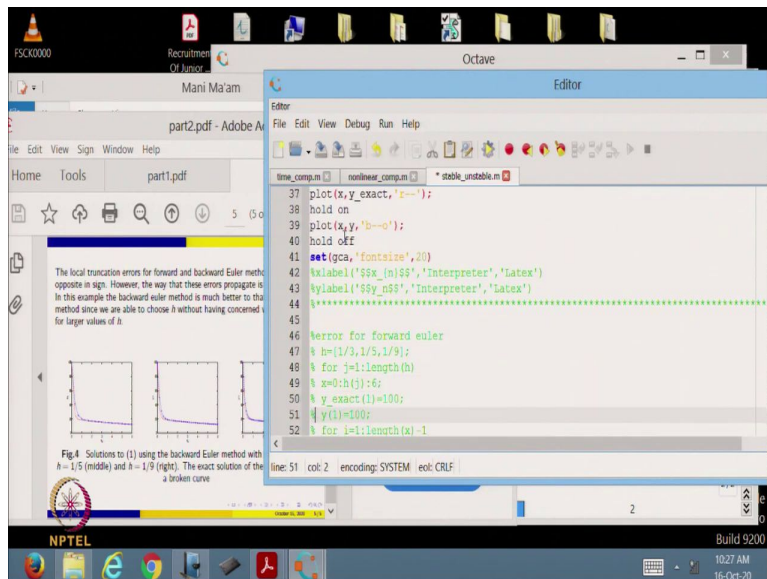 FSCK0000
Recruitmen
Of Junior
Octave
Mani Ma'am
Editor
Editor
part2.pdf - Adobe A
File Edit View Debug Run Help
ile Edit View Sign Window Help
Home Tools part1.pdf
time_comp.m nonlinear_comp.m * stable_unstable.m
5 (5 o
37 plot(x,y_exact,'r--');
38 hold on
39 plot(x,y,'b--o');
40 hold off
41 set(gca,'fontsize',20)
42 %xlabel('$$x_{n}$$','Interpreter','Latex')
43 %ylabel('$$y_n$$','Interpreter','Latex')
44
45
46 %error for forward euler
47 % h=[1/3,1/5,1/9];
48 % for j=1:length(h)
49 % x=0:h(j):6;
50 % y_exact(1)=100;
51 % y(1)=100;
52 % for i=1:length(x)-1
The local truncation errors for forward and backward Euler metho
opposite in sign. However, the way that these errors propagate is
In this example the backward euler method is much better to tha
method since we are able to choose h without having concerned
for larger values of h.
Fig.4 Solutions to (1) using the backward Euler method with
h = 1/5 (middle) and h = 1/9 (right). The exact solution of the
a broken curve
line: 51 col: 2 encoding: SYSTEM eol: CRLF
2
NPTEL
Build 9200
10:27 AM
16-Oct-20